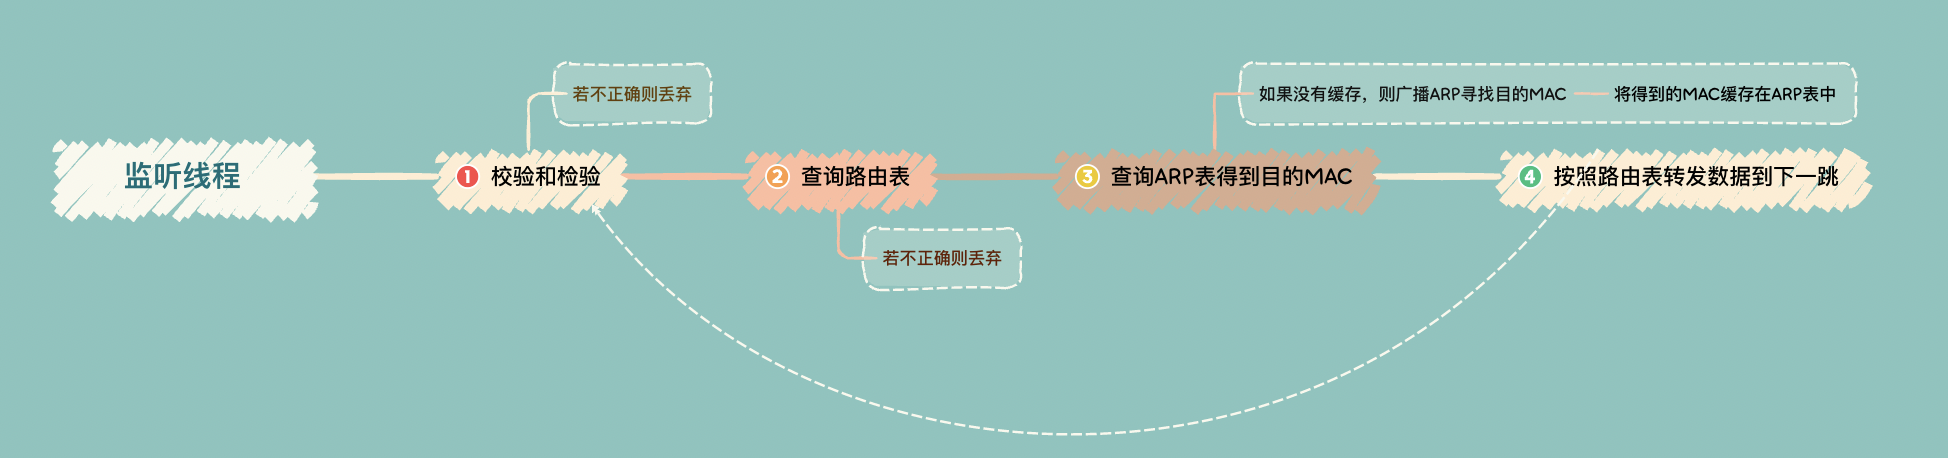 若不正确则丢弃
如果没有缓存，则广播ARP寻找目的MAC
将得到的MAC缓存在ARP表中
监听线程
1 校验和检验
2 查询路由表
3 查询ARP表得到目的MAC
4 按照路由表转发数据到下一跳
若不正确则丢弃